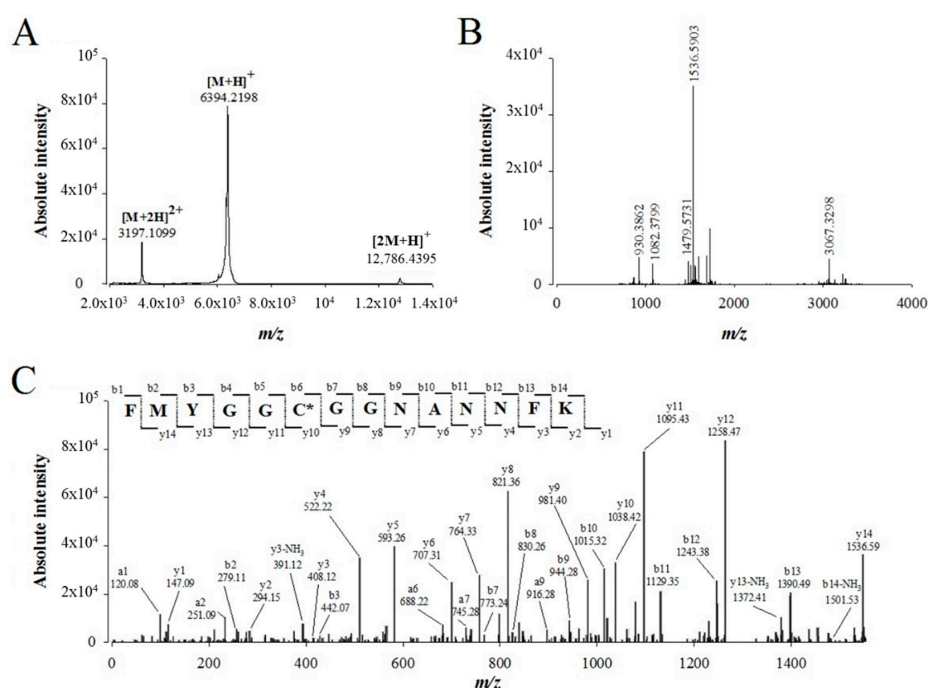 A
Absolute intensity
10⁵
8x10⁴
6x10⁴
4x10⁴
2x10⁴
0
[M+H]⁺
6394.2198
[M+2H]²⁺
3197.1099
[2M+H]⁺
12,786.4395
2.0x10³ 6.0x10³ 10⁴ 1.4x10⁴
m/z
B
Absolute intensity
4x10⁴
3x10⁴
2x10⁴
10⁴
0
930.3862
1082.3799
1479.5731
1536.5903
3067.3298
0 1000 2000 3000 4000
m/z
C
Absolute intensity
10⁵
8x10⁴
6x10⁴
4x10⁴
2x10⁴
0
b1 b2 b3 b4 b5 b6 b7 b8 b9 b10 b11 b12 b13 b14
F M Y G G C* G G N A N N F K
y14 y13 y12 y11 y10 y9 y8 y7 y6 y5 y4 y3 y2 y1
a1
120.08
y1
147.09
a2
251.09
b2
279.11
y2
294.15
y3-NH₃
391.12
y3
408.12
b3
442.07
y4
522.22
y5
593.26
a6
688.22
y6
707.31
a7
745.28
y7
764.33
b7
773.24
y8
821.36
b8
830.26
a9
916.28
b9
944.28
y9
981.40
b10
1015.32
y10
1038.42
y11
1095.43
b11
1129.35
b12
1243.38
y12
1258.47
y13-NH₃
1372.41
b13
1390.49
b14-NH₃
1501.53
y14
1536.59
0 200 400 600 800 1000 1200 1400
m/z